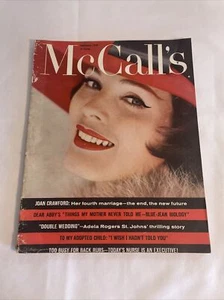 McCall's
JOAN CRAWFORD: Her fourth marriage—the end, the new future
DEAR ABBY'S "THINGS MY MOTHER NEVER TOLD ME—BLUE-JEAN BIOLOGY"
"DOUBLE WEDDING"—Adela Rogers St. Johns' thrilling story
TO MY ADOPTED CHILD: "I WISH I HADN'T TOLD YOU"
TOO BUSY FOR BACK RUBS—TODAY'S NURSE IS AN EXECUTIVE!